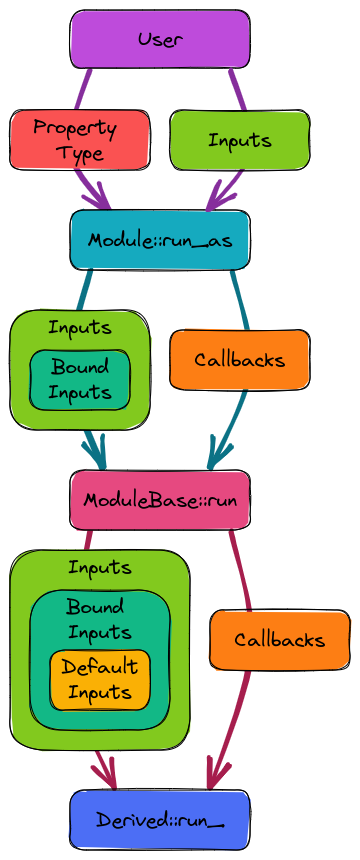 User
Property
Type
Inputs
Module::run_as
Inputs
Bound
Inputs
Callbacks
ModuleBase::run
Inputs
Bound
Inputs
Default
Inputs
Callbacks
Derived::run_